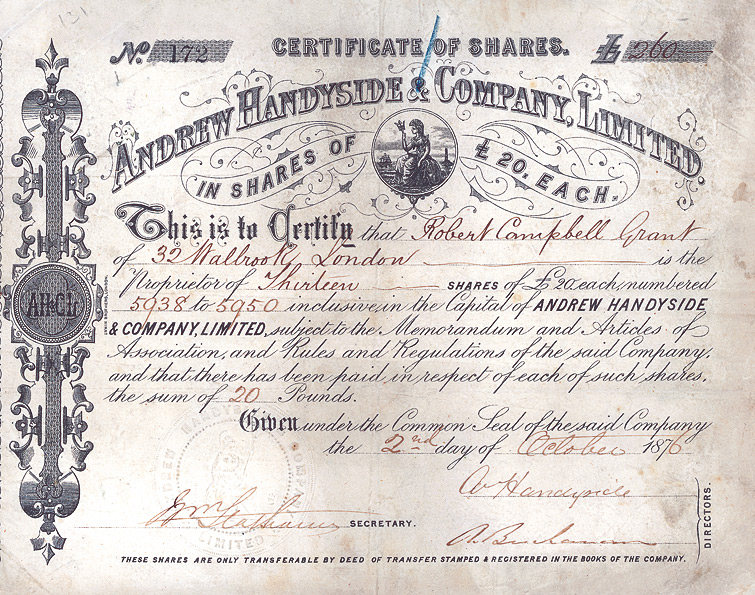 131
No. 172 CERTIFICATE OF SHARES. £ 260
ANDREW HANDYSIDE & COMPANY, LIMITED.
IN SHARES OF £20. EACH
This is to Certify that Robert Campbell Grant
of 32 Walbrook London is the
Proprietor of Thirteen SHARES of £20 each, numbered
5938 to 5950 inclusive, in the Capital of ANDREW HANDYSIDE
& COMPANY, LIMITED, subject to the Memorandum and Articles of
Association, and Rules and Regulations of the said Company,
and that there has been paid, in respect of each of such shares,
the sum of 20 Pounds.
Given under the Common Seal of the said Company
the 2nd day of October 1876
A Handyside
SECRETARY.
A. Buchanan
DIRECTORS.
LIMITED
THESE SHARES ARE ONLY TRANSFERABLE BY DEED OF TRANSFER STAMPED & REGISTERED IN THE BOOKS OF THE COMPANY.